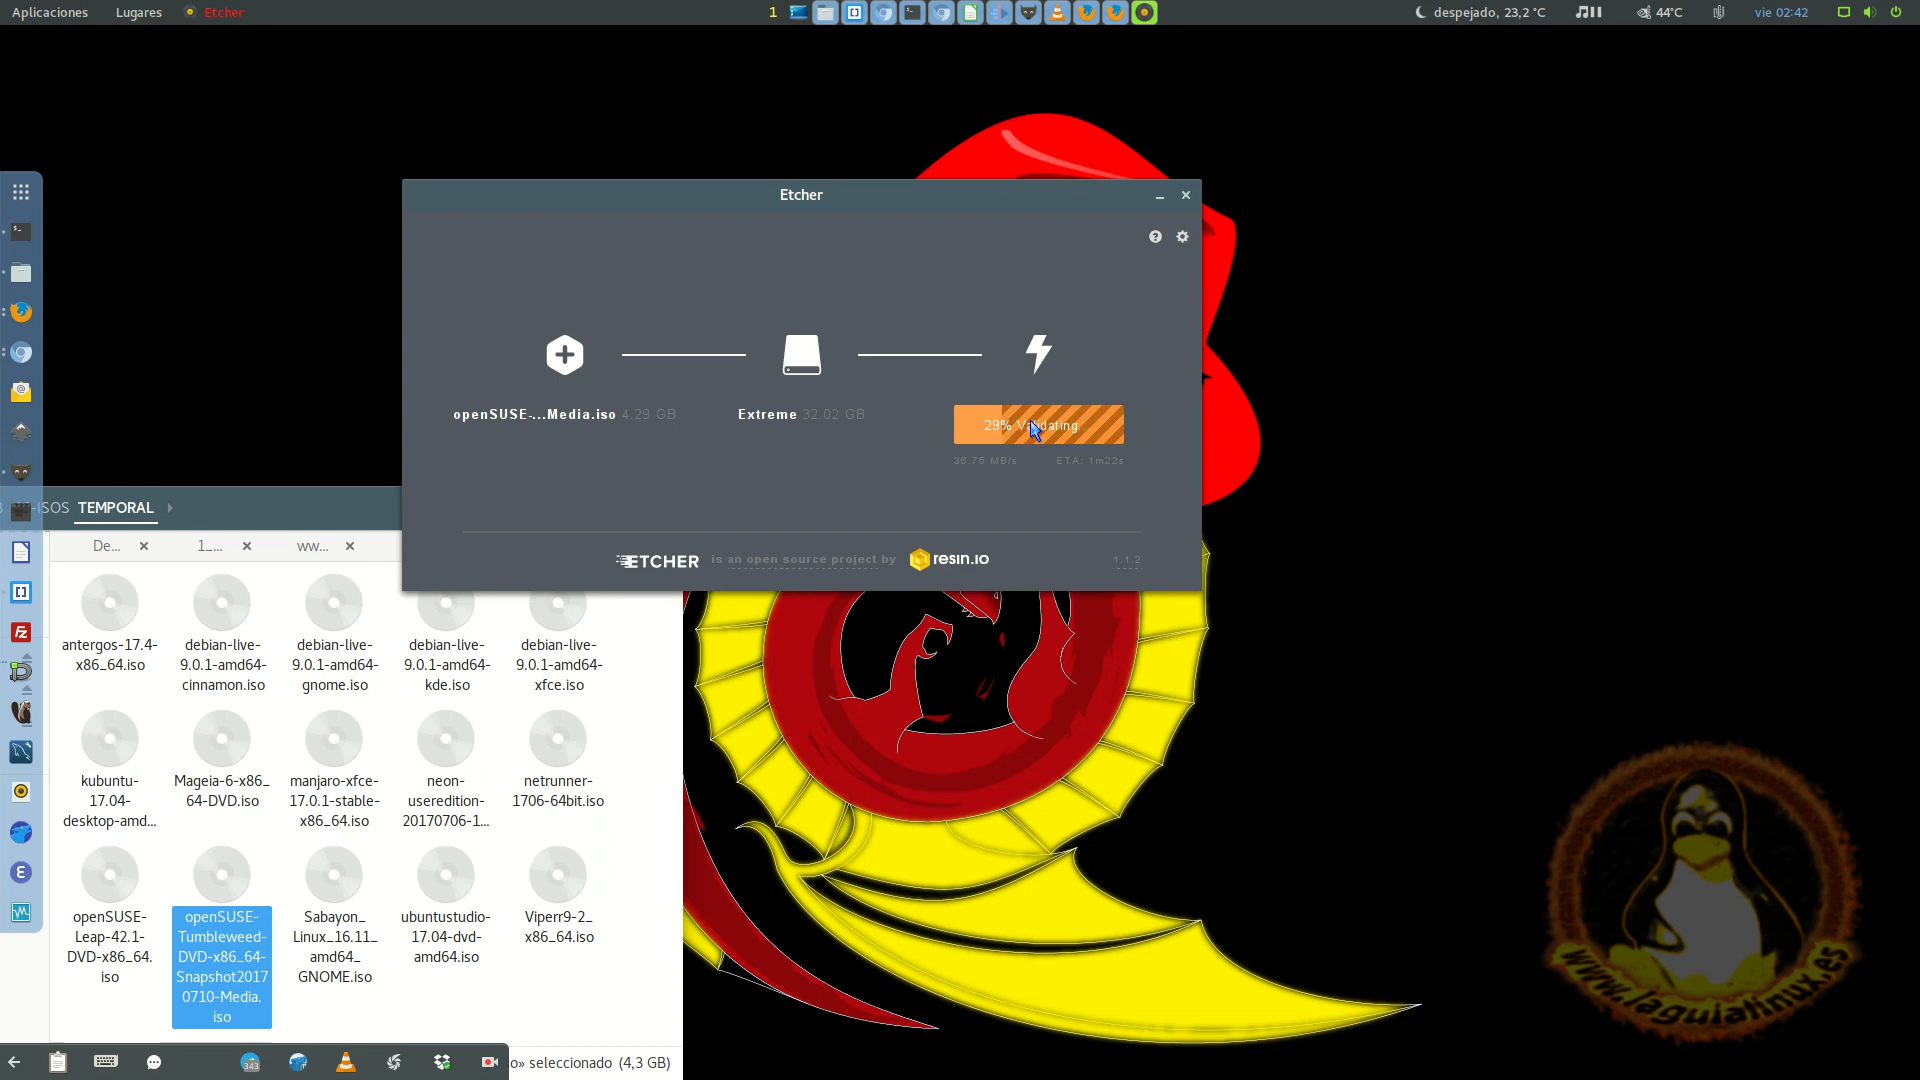 Aplicaciones Lugares Etcher 1 despejado, 23,2 °C 44°C vie 02:42
Etcher
openSUSE-...Media.iso 4.29 GB
Extreme 32.02 GB
29% Validating...
36.75 MB/s ETA: 1m22s
ETCHER is an open source project by resin.io 1.1.2
-ISOS TEMPORAL
De... 1_... ww...
antergos-17.4-
x86_64.iso
debian-live-
9.0.1-amd64-
cinnamon.iso
debian-live-
9.0.1-amd64-
gnome.iso
debian-live-
9.0.1-amd64-
kde.iso
debian-live-
9.0.1-amd64-
xfce.iso
kubuntu-
17.04-
desktop-amd...
Mageia-6-x86_
64-DVD.iso
manjaro-xfce-
17.0.1-stable-
x86_64.iso
neon-
useredition-
20170706-1...
netrunner-
1706-64bit.iso
openSUSE-
Leap-42.1-
DVD-x86_64.
iso
openSUSE-
Tumbleweed-
DVD-x86_64-
Snapshot2017
0710-Media.
iso
Sabayon_
Linux_16.11_
amd64_
GNOME.iso
ubuntustudio-
17.04-dvd-
amd64.iso
Viperr9-2_
x86_64.iso
343
so» seleccionado (4,3 GB)
www.laguialinux.es